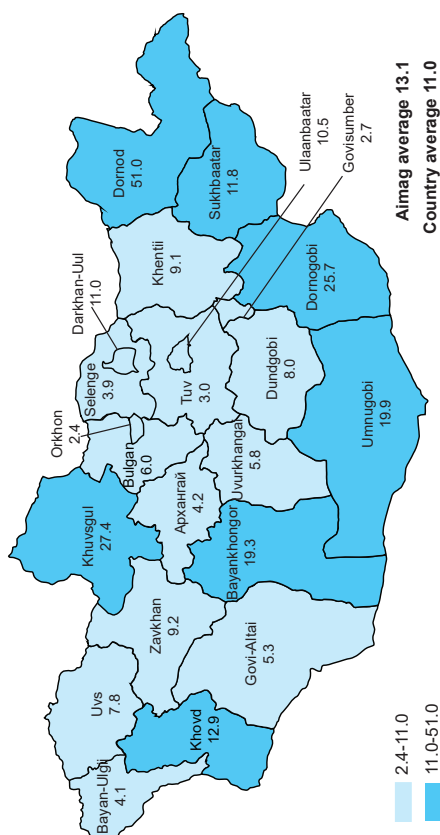 Bayan-Ulgii
4.1
Uvs
7.8
Khovd
12.9
Zavkhan
9.2
Govi-Altai
5.3
Khuvsgul
27.4
Архангай
4.2
Bayankhongor
19.3
Orkhon
2.4
Bulgan
6.0
Uvurkhangai
5.8
Umnugobi
19.9
Selenge
3.9
Darkhan-Uul
11.0
Tuv
3.0
Dundgobi
8.0
Khentii
9.1
Dornogobi
25.7
Dornod
51.0
Sukhbaatar
11.8
Ulaanbaatar
10.5
Govisumber
2.7
2.4-11.0
11.0-51.0
Aimag average 13.1
Country average 11.0